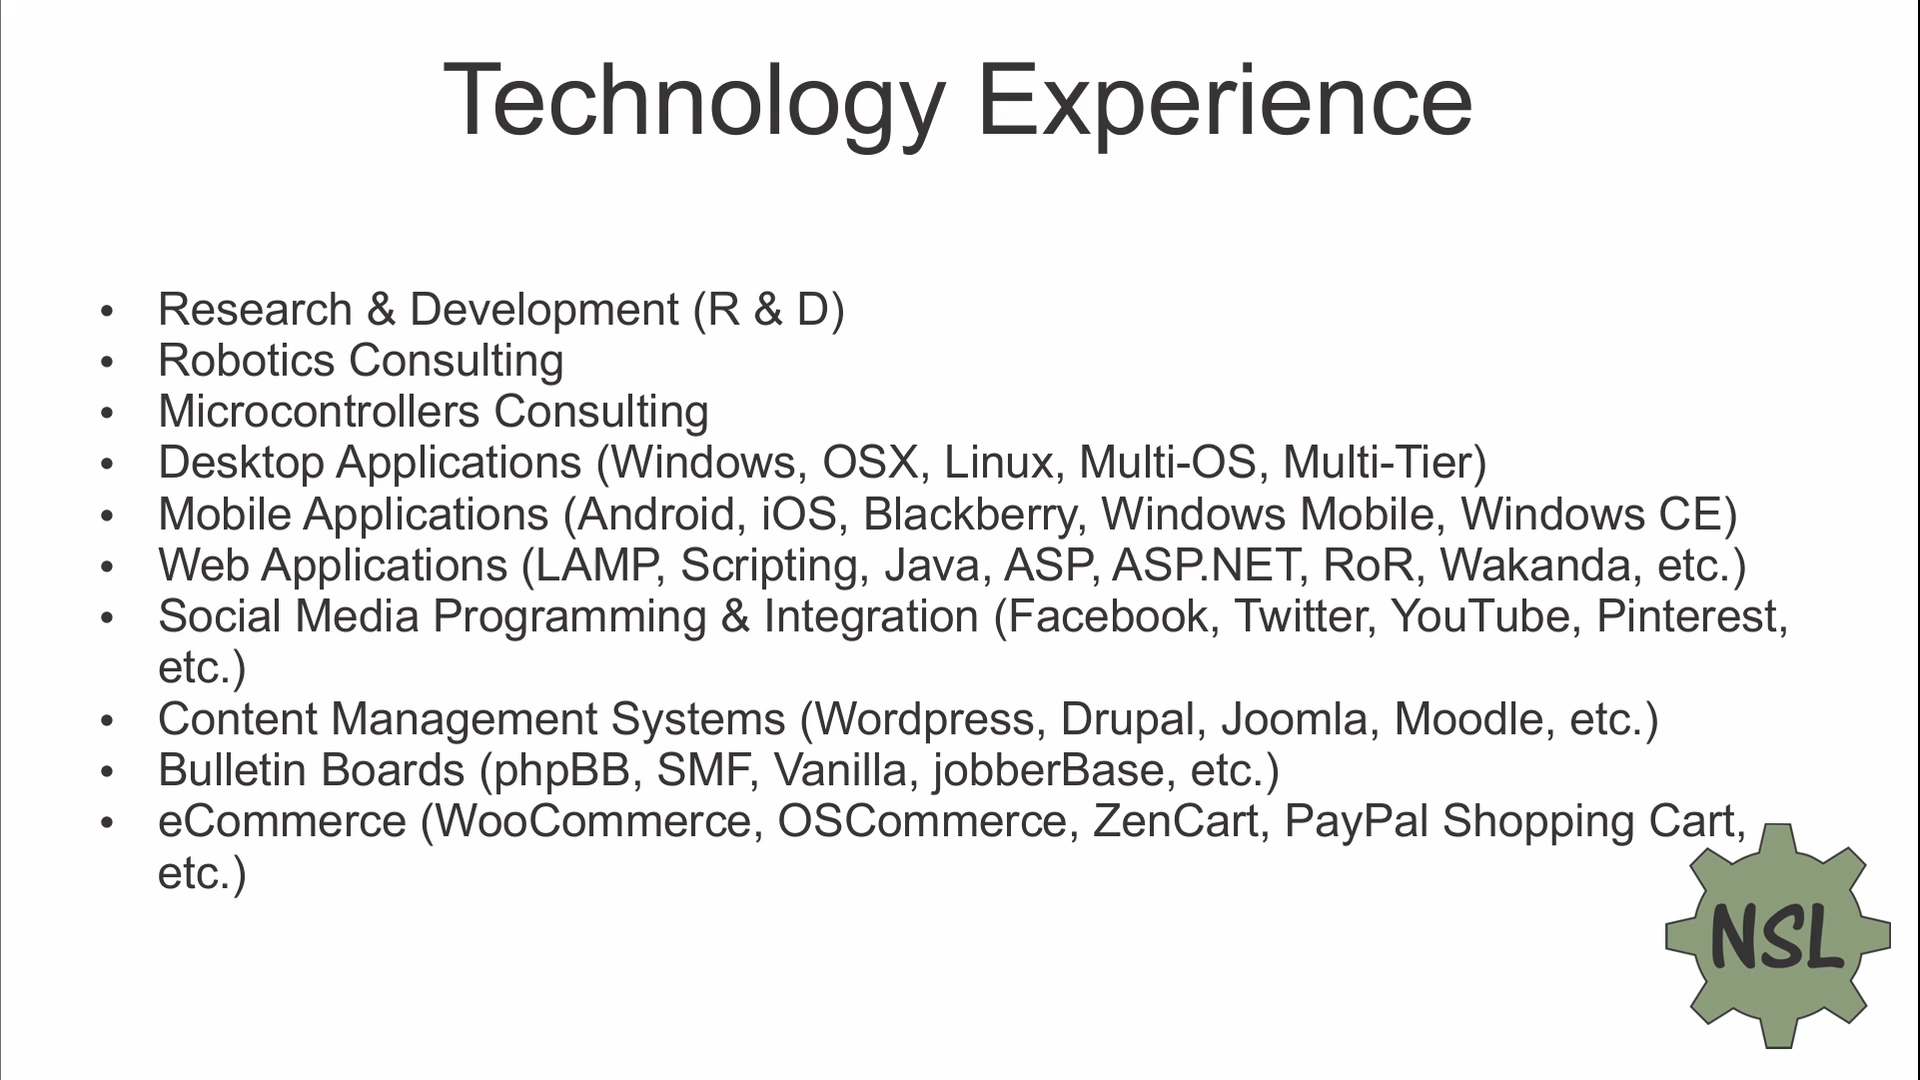 Technology Experience
• Research & Development (R & D)
• Robotics Consulting
• Microcontrollers Consulting
• Desktop Applications (Windows, OSX, Linux, Multi-OS, Multi-Tier)
• Mobile Applications (Android, iOS, Blackberry, Windows Mobile, Windows CE)
• Web Applications (LAMP, Scripting, Java, ASP, ASP.NET, RoR, Wakanda, etc.)
• Social Media Programming & Integration (Facebook, Twitter, YouTube, Pinterest,
etc.)
• Content Management Systems (Wordpress, Drupal, Joomla, Moodle, etc.)
• Bulletin Boards (phpBB, SMF, Vanilla, jobberBase, etc.)
• eCommerce (WooCommerce, OSCommerce, ZenCart, PayPal Shopping Cart,
etc.)
NSL